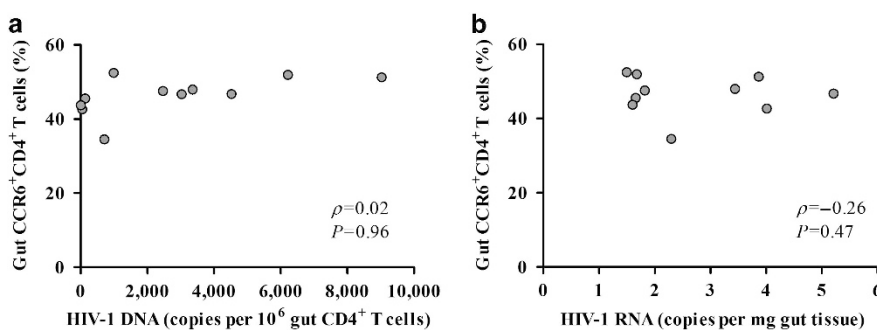 a
Gut CCR6⁺CD4⁺ T cells (%)
60
40
20
0
ρ=0.02
P=0.96
0 2,000 4,000 6,000 8,000 10,000
HIV-1 DNA (copies per 10⁶ gut CD4⁺ T cells)
b
Gut CCR6⁺CD4⁺ T cells (%)
60
40
20
0
ρ=−0.26
P=0.47
0 1 2 3 4 5 6
HIV-1 RNA (copies per mg gut tissue)